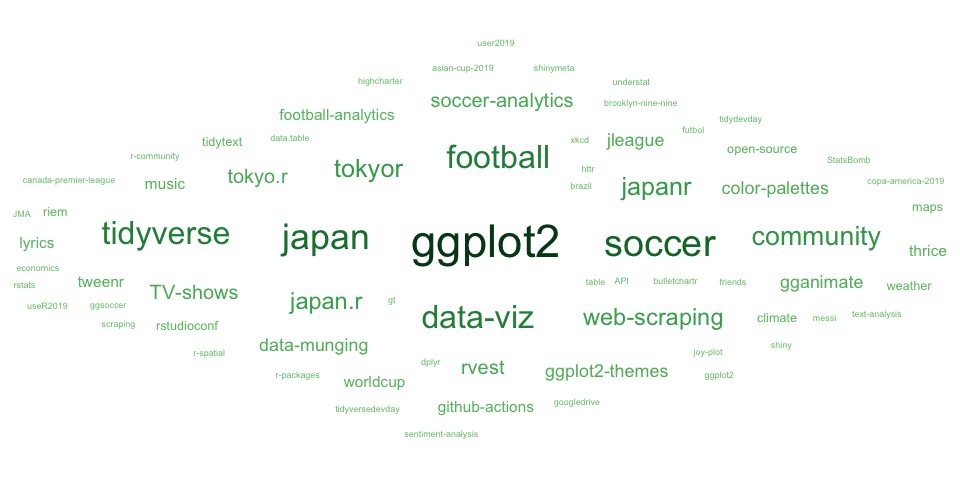 user2019
asian-cup-2019 shinymeta
highcharter understat
soccer-analytics brooklyn-nine-nine
football-analytics tidydevday
futbol
tidytext data.table xkcd jleague open-source
r-community football StatsBomb
tokyo.r tokyor httr
canada-premier-league music brazil japanr color-palettes copa-america-2019
JMA riem maps
tidyverse japan ggplot2 soccer community
lyrics thrice
economics
rstats tweenr table API bulletchartr friends gganimate weather
TV-shows
useR2019 ggsoccer japan.r gt
scraping rstudioconf data-viz web-scraping climate messi text-analysis
r-spatial data-munging joy-plot shiny
dplyr rvest
r-packages worldcup ggplot2-themes ggplot2
tidyversedevday github-actions googledrive
sentiment-analysis